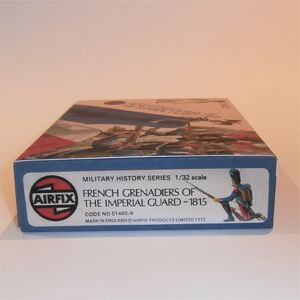 MILITARY HISTORY SERIES 1/32 scale
AIRFIX
FRENCH GRENADIERS OF
THE IMPERIAL GUARD - 1815
CODE NO 51460-6
MADE IN ENGLAND © AIRFIX PRODUCTS LIMITED